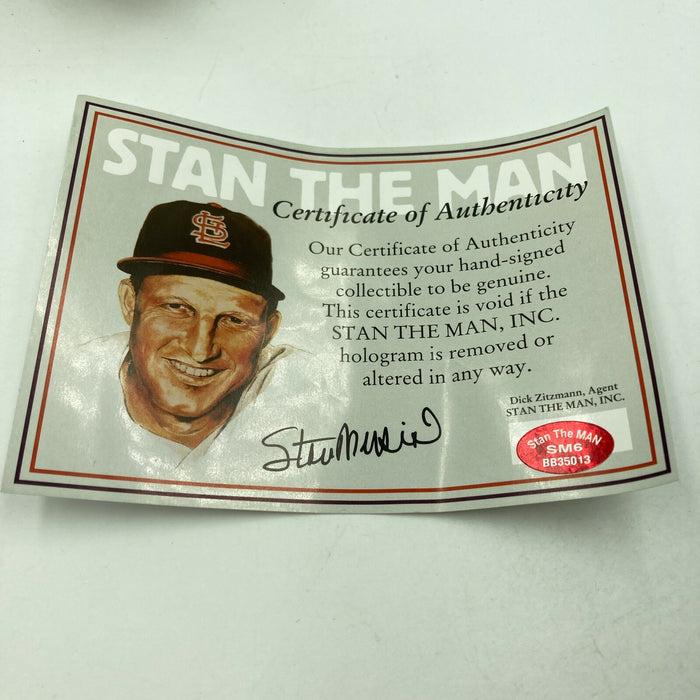 STAN THE MAN
Certificate of Authenticity
Our Certificate of Authenticity
guarantees your hand-signed
collectible to be genuine.
This certificate is void if the
STAN THE MAN, INC.
hologram is removed or
altered in any way.
Dick Zitzmann, Agent
STAN THE MAN, INC.
Stan The MAN
SM6
BB35013
Stan Musial
STL